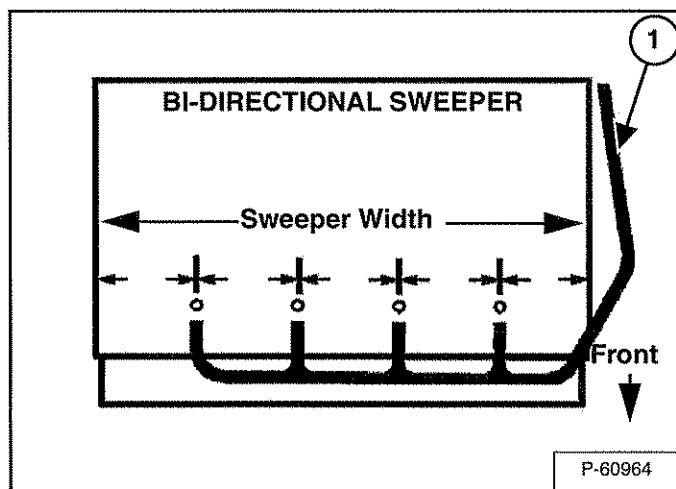 1
BI-DIRECTIONAL SWEEPER
Sweeper Width
Front
P-60964